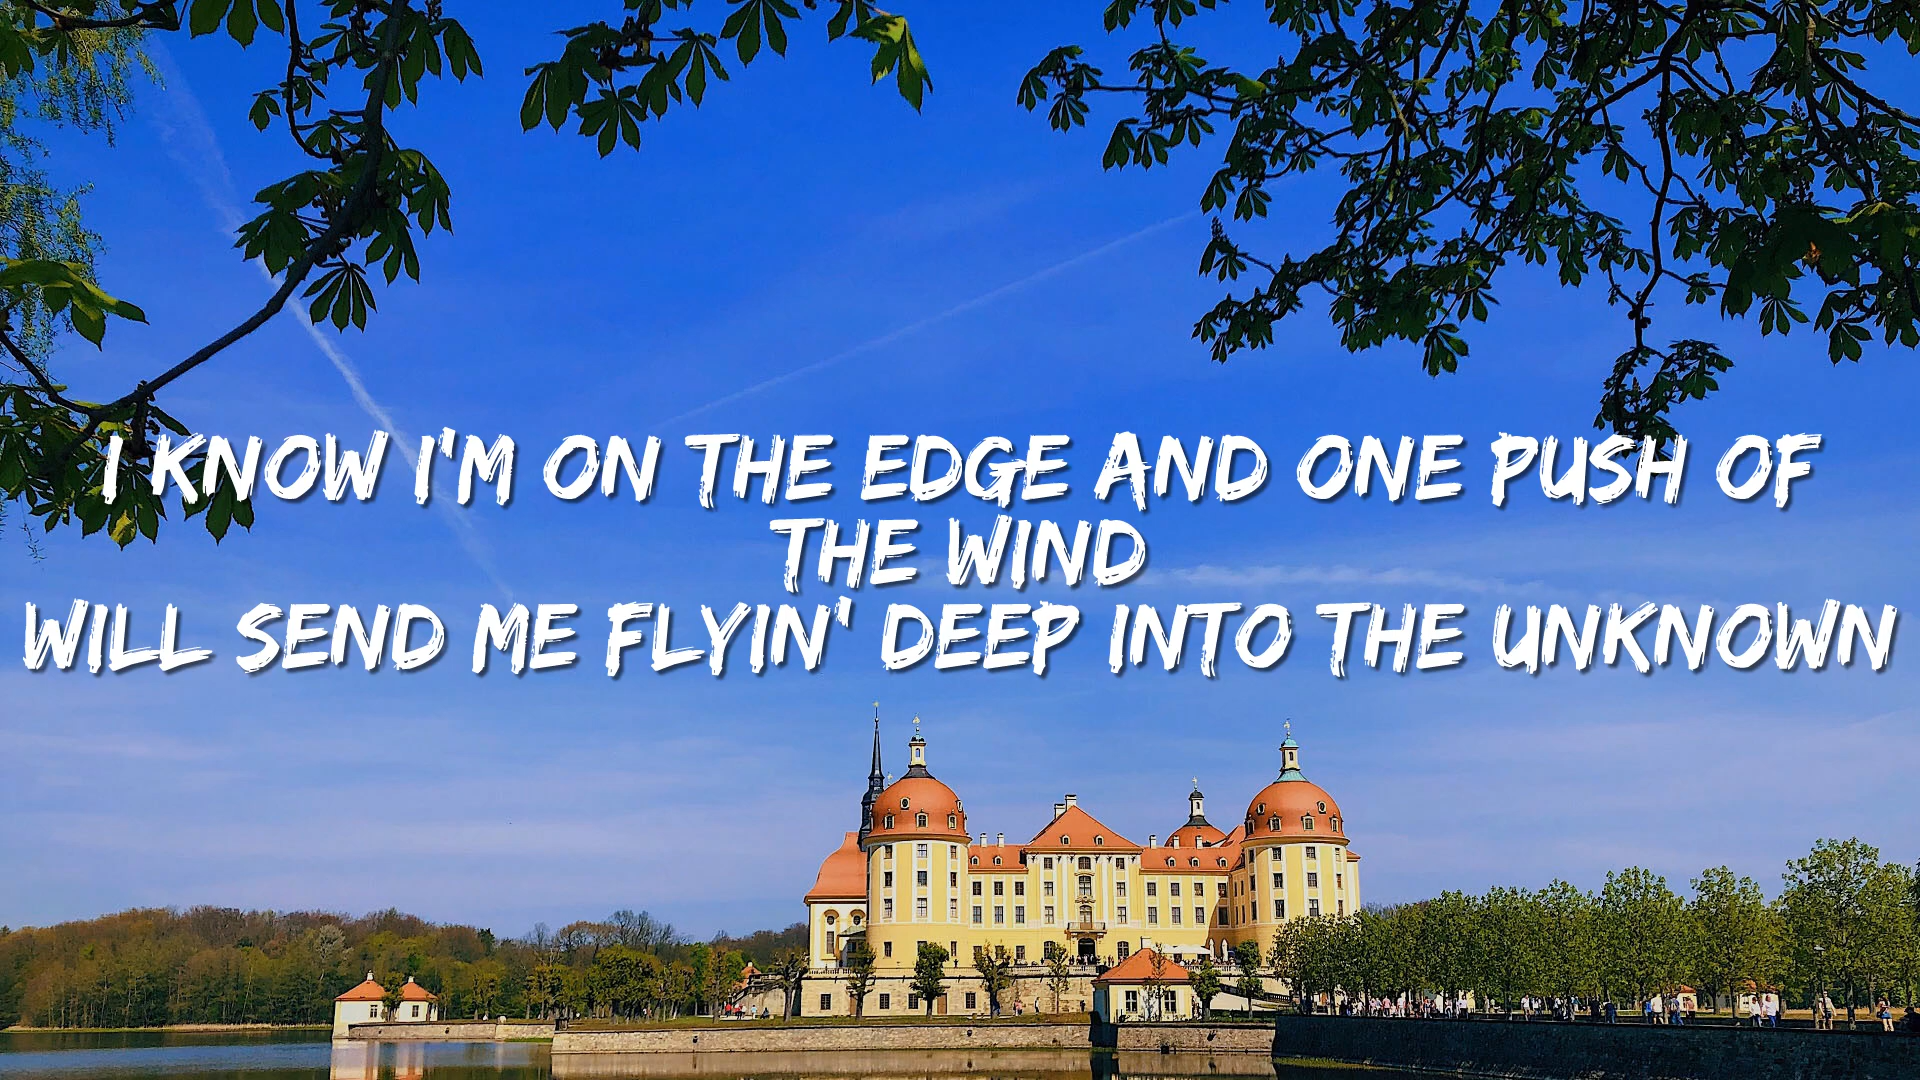 I KNOW I'M ON THE EDGE AND ONE PUSH OF
THE WIND
WILL SEND ME FLYIN' DEEP INTO THE UNKNOWN